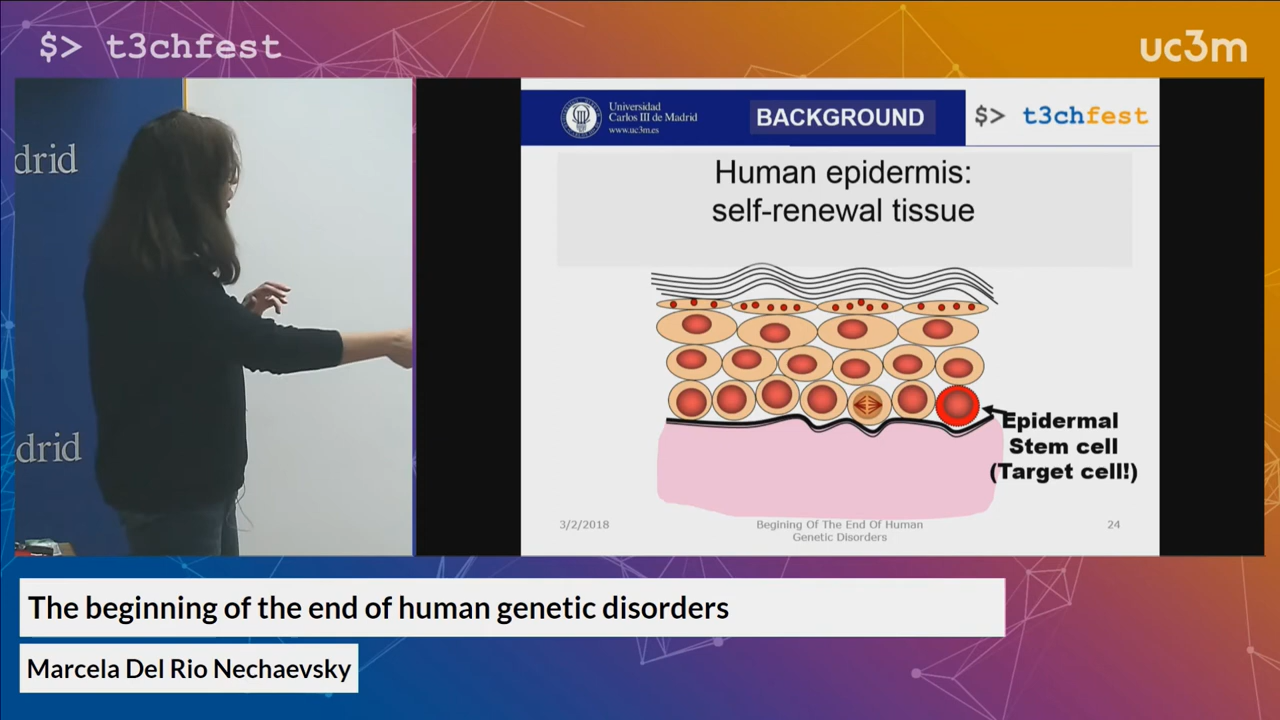 $> t3chfest
uc3m
drid
drid
Universidad
Carlos III de Madrid
www.uc3m.es
BACKGROUND
$> t3chfest
Human epidermis:
self-renewal tissue
Epidermal
Stem cell
(Target cell!)
3/2/2018
Begining Of The End Of Human
Genetic Disorders
24
The beginning of the end of human genetic disorders
Marcela Del Rio Nechaevsky